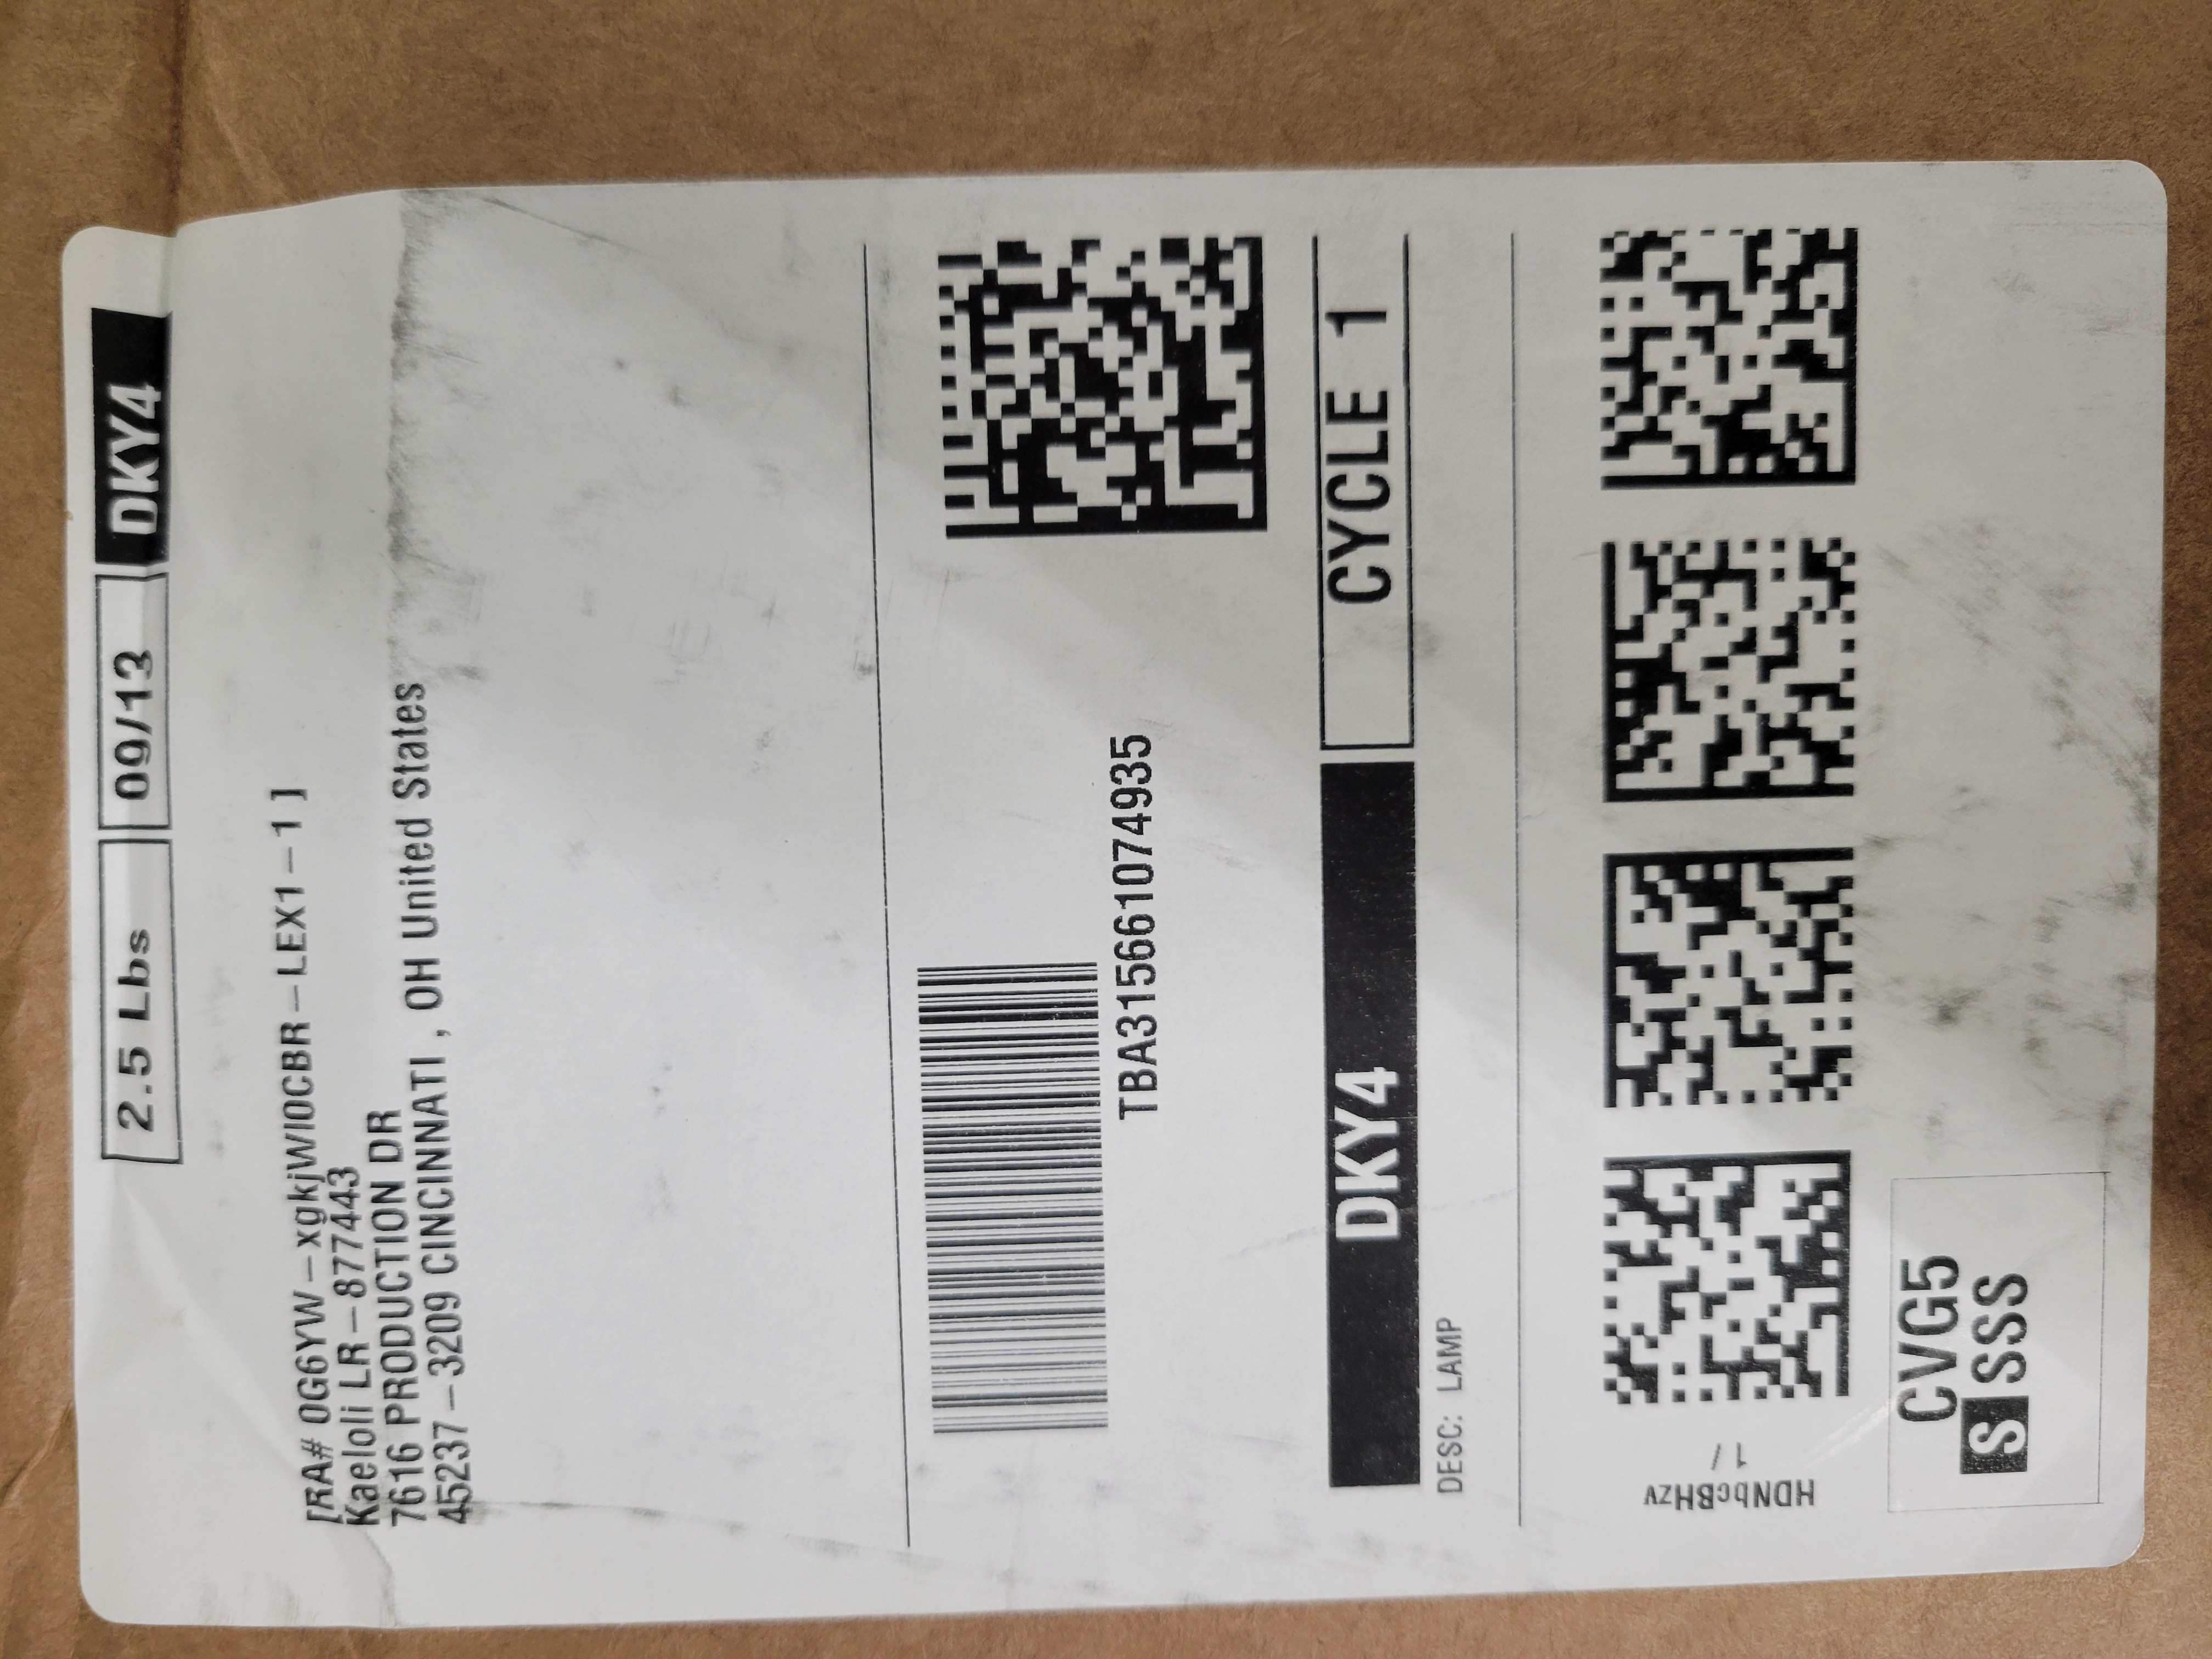 2.5 Lbs 09/13 DKY4
[RA# 0G6YW-xgkjWI0CBR-LEX1-1]
Kaeloli LR-877443
7616 PRODUCTION DR
45237-3209 CINCINNATI, OH United States
TBA315661074935
DKY4 CYCLE 1
DESC: LAMP
HDNbcBHzv
1/
CVG5
S SSS